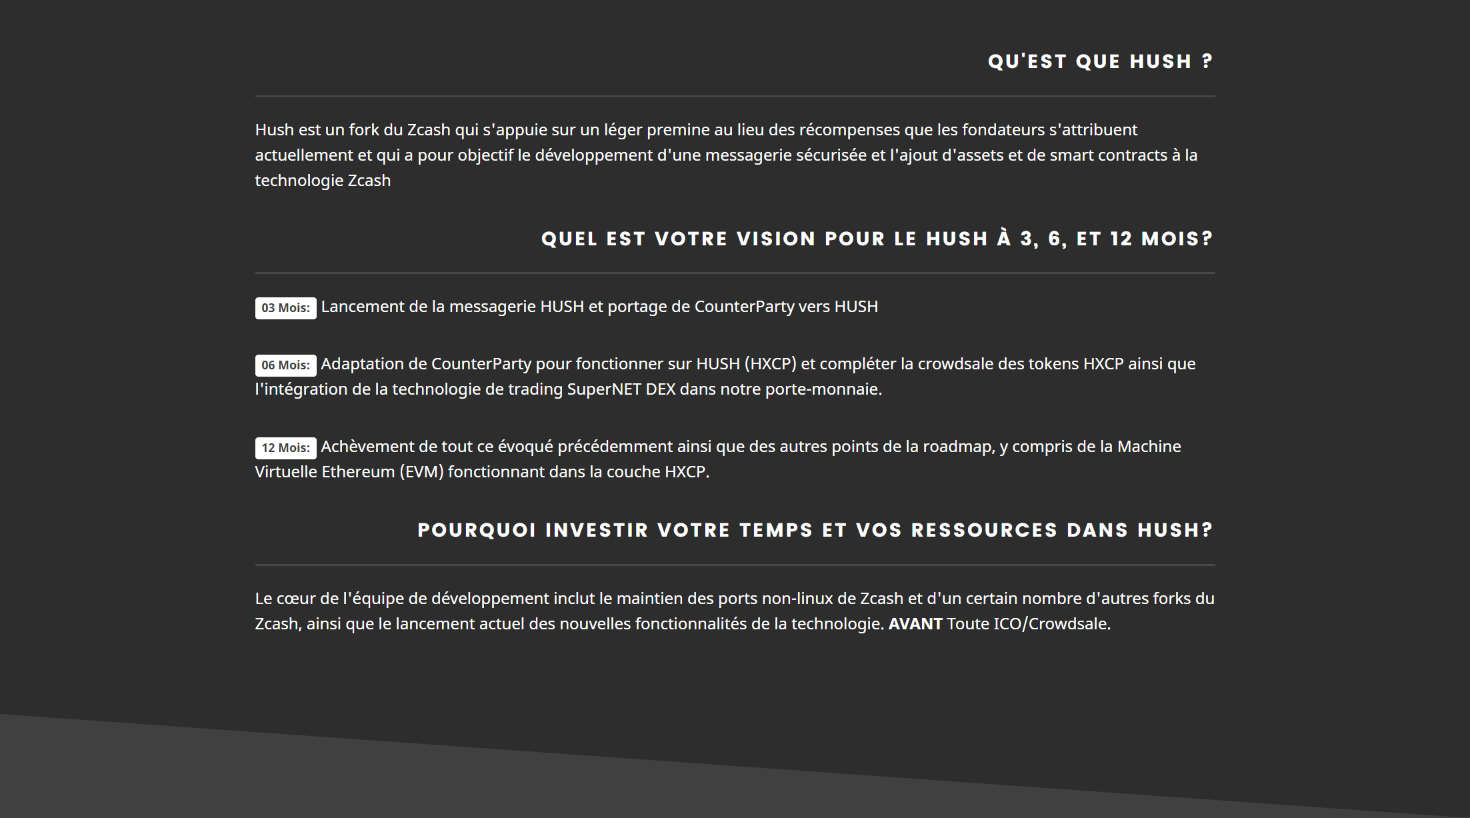 QU'EST QUE HUSH ?
Hush est un fork du Zcash qui s'appuie sur un léger premine au lieu des récompenses que les fondateurs s'attribuent
actuellement et qui a pour objectif le développement d'une messagerie sécurisée et l'ajout d'assets et de smart contracts à la
technologie Zcash
QUEL EST VOTRE VISION POUR LE HUSH À 3, 6, ET 12 MOIS?
03 Mois: Lancement de la messagerie HUSH et portage de CounterParty vers HUSH
06 Mois: Adaptation de CounterParty pour fonctionner sur HUSH (HXCP) et compléter la crowdsale des tokens HXCP ainsi que
l'intégration de la technologie de trading SuperNET DEX dans notre porte-monnaie.
12 Mois: Achèvement de tout ce évoqué précédemment ainsi que des autres points de la roadmap, y compris de la Machine
Virtuelle Ethereum (EVM) fonctionnant dans la couche HXCP.
POURQUOI INVESTIR VOTRE TEMPS ET VOS RESSOURCES DANS HUSH?
Le cœur de l'équipe de développement inclut le maintien des ports non-linux de Zcash et d'un certain nombre d'autres forks du
Zcash, ainsi que le lancement actuel des nouvelles fonctionnalités de la technologie. AVANT Toute ICO/Crowdsale.